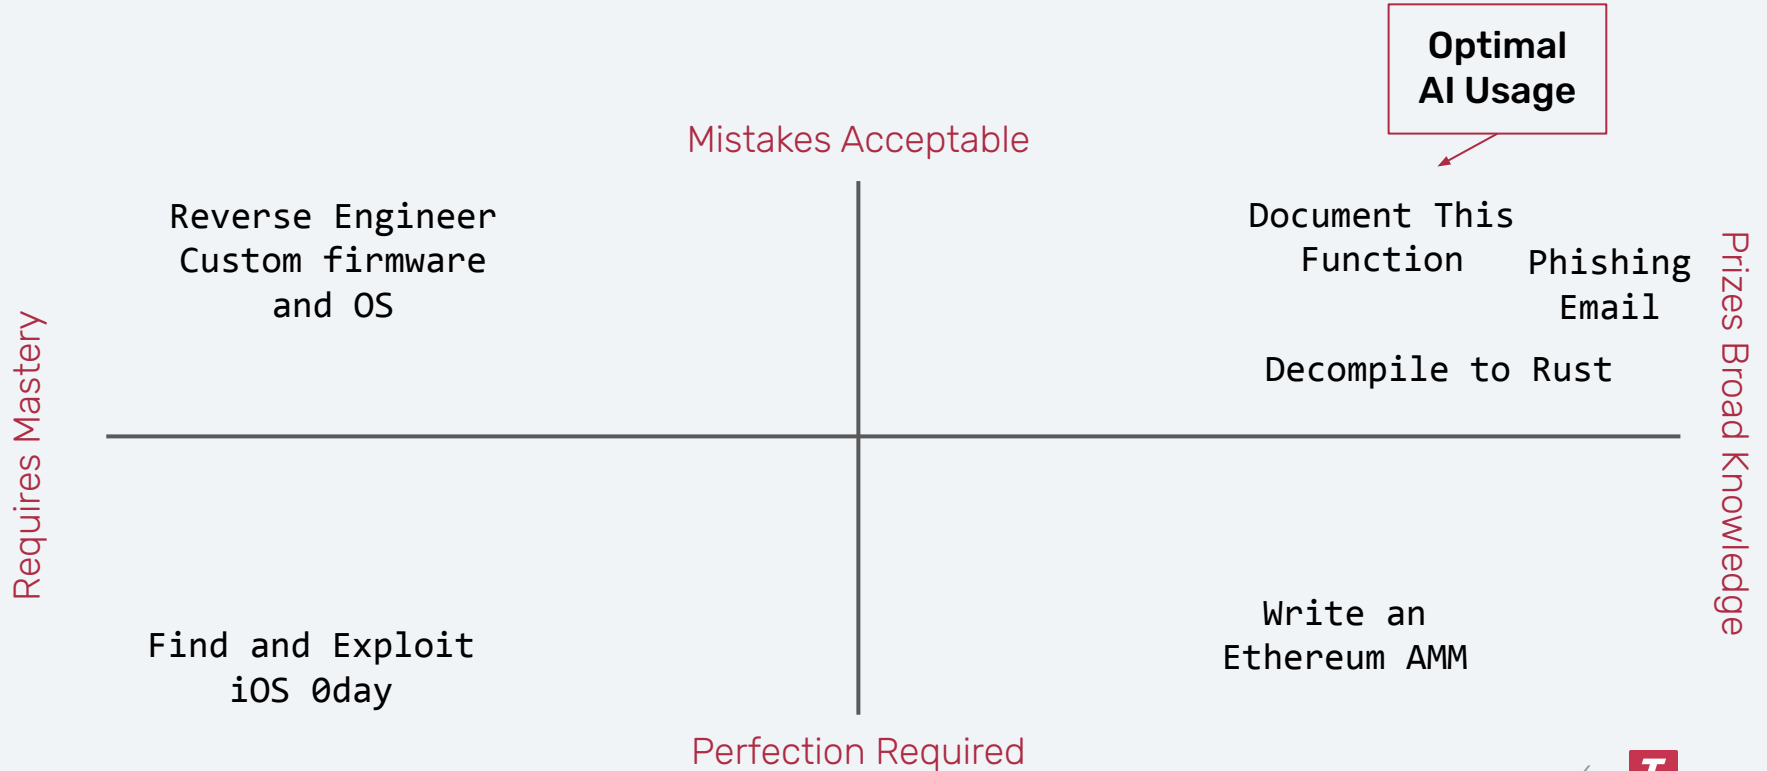 Optimal
AI Usage
Mistakes Acceptable
Reverse Engineer
Custom firmware
and OS
Document This
Function
Phishing
Email
Decompile to Rust
Requires Mastery
Prizes Broad Knowledge
Find and Exploit
iOS 0day
Write an
Ethereum AMM
Perfection Required